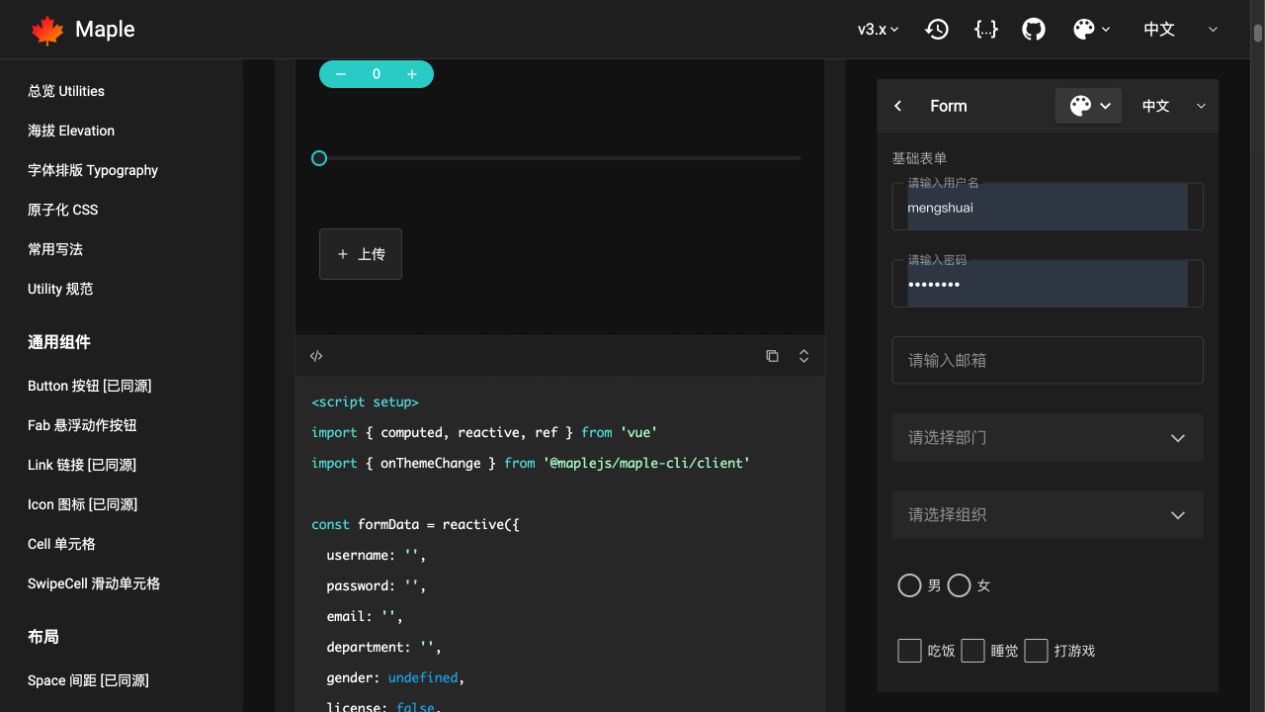 Maple
v3.x
中文
总览 Utilities
海拔 Elevation
字体排版 Typography
原子化 CSS
常用写法
Utility 规范
通用组件
Button 按钮 [已同源]
Fab 悬浮动作按钮
Link 链接 [已同源]
Icon 图标 [已同源]
Cell 单元格
SwipeCell 滑动单元格
布局
Space 间距 [已同源]
− 0 +
+ 上传
<script setup>
import { computed, reactive, ref } from 'vue'
import { onThemeChange } from '@maplejs/maple-cli/client'
const formData = reactive({
username: '',
password: '',
email: '',
department: '',
gender: undefined,
license: false,
Form
中文
基础表单
请输入用户名
mengshuai
请输入密码
••••••••
请输入邮箱
请选择部门
请选择组织
男 女
吃饭 睡觉 打游戏